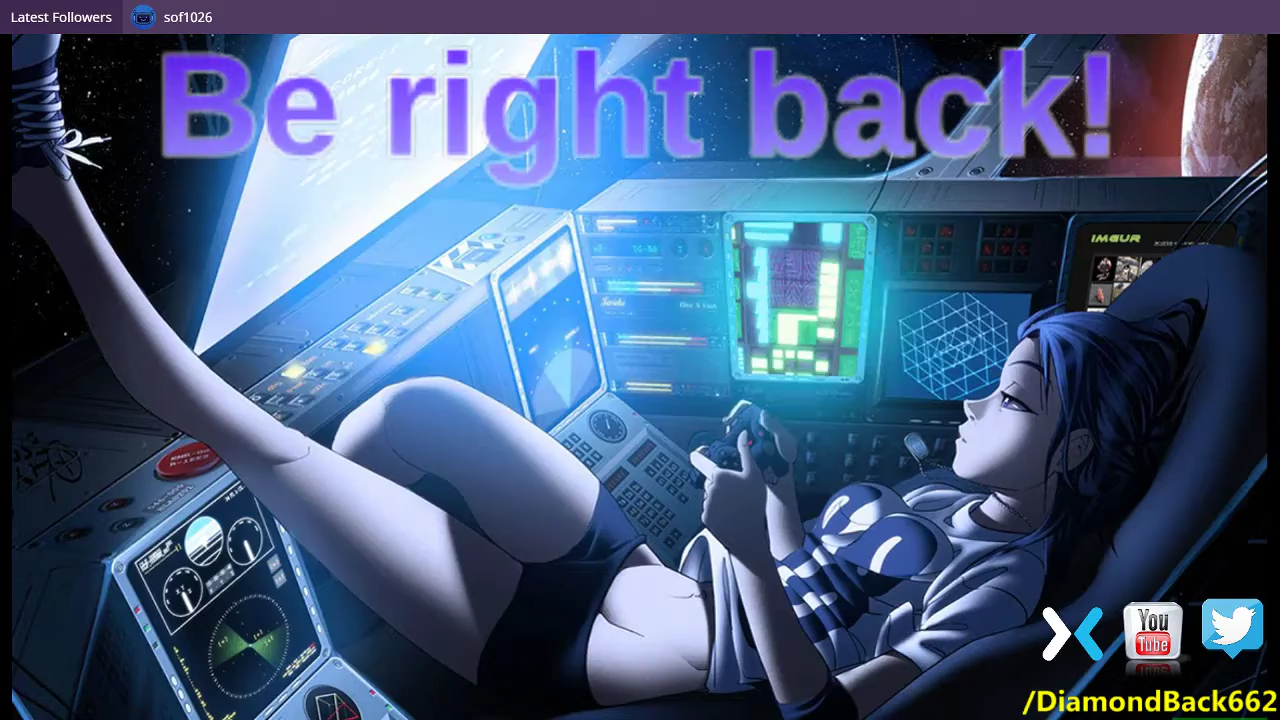 Latest Followers
sof1026
Be right back!
IMGUR
You
Tube
/DiamondBack662